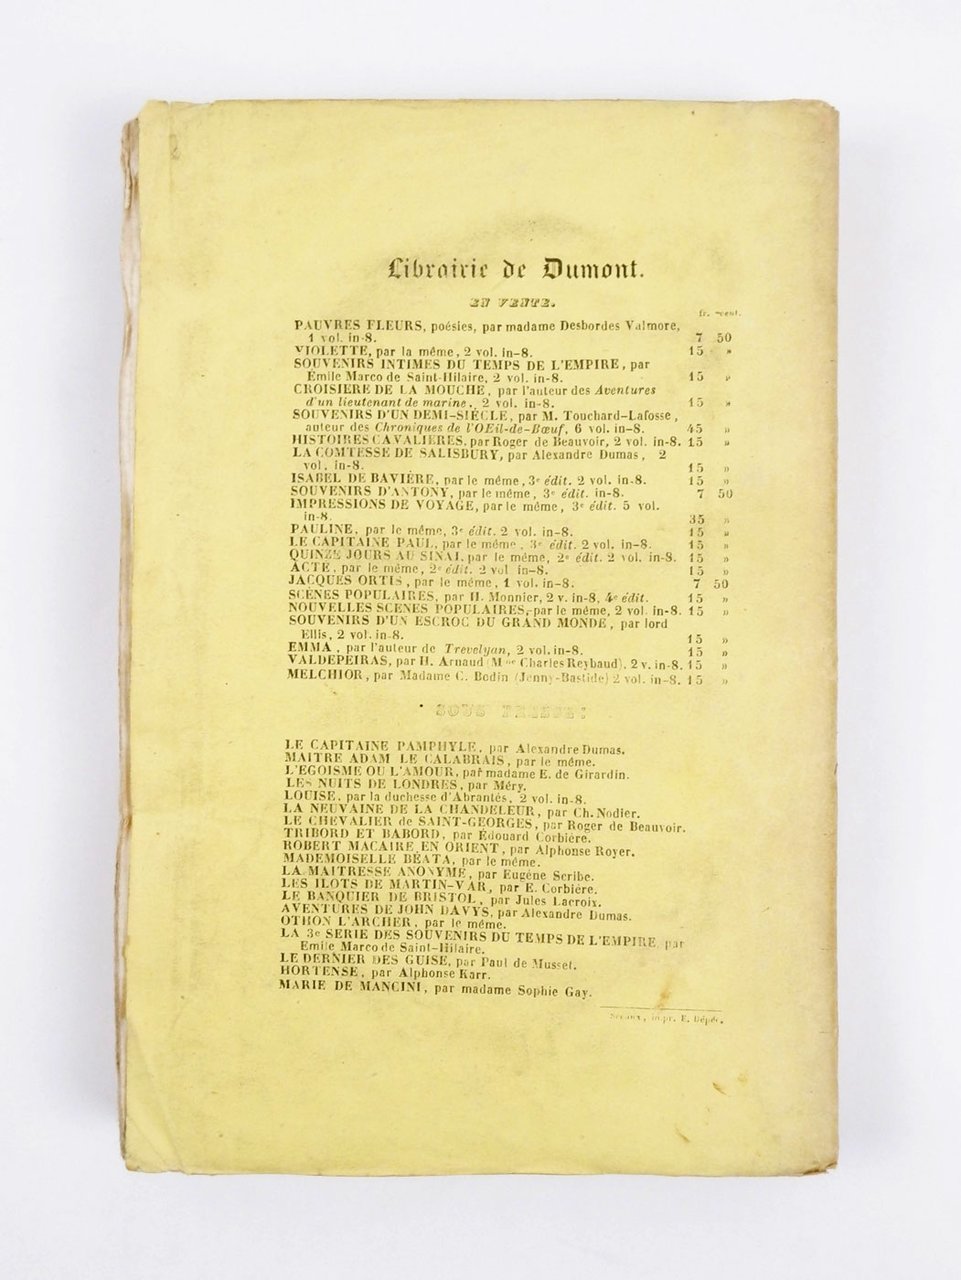 Librairie de Dumont.
EN VENTE.
fr. cent.
PAUVRES FLEURS, poésies, par madame Desbordes Valmore,
1 vol. in-8. 7 50
VIOLETTE, par la même, 2 vol. in-8. 15 »
SOUVENIRS INTIMES DU TEMPS DE L'EMPIRE, par
Emile Marco de Saint-Hilaire, 2 vol. in-8. 15 »
CROISIERE DE LA MOUCHE, par l'auteur des Aventures
d'un lieutenant de marine, 2 vol. in-8. 15 »
SOUVENIRS D'UN DEMI-SIÈCLE, par M. Touchard-Lafosse,
auteur des Chroniques de l'OEil-de-Bœuf, 6 vol. in-8. 45 »
HISTOIRES CAVALIERES, par Roger de Beauvoir, 2 vol. in-8. 15 »
LA COMTESSE DE SALISBURY, par Alexandre Dumas, 2
vol. in-8. 15 »
ISABEL DE BAVIÈRE, par le même, 3e édit. 2 vol. in-8. 15 »
SOUVENIRS D'ANTONY, par le même, 3e édit. in-8. 7 50
IMPRESSIONS DE VOYAGE, par le même, 3e édit. 5 vol.
in-8. 35 »
PAULINE, par le même, 3e édit. 2 vol. in-8. 15 »
LE CAPITAINE PAUL, par le même, 3e édit. 2 vol. in-8. 15 »
QUINZE JOURS AU SINAI, par le même, 2e édit. 2 vol. in-8. 15 »
ACTE, par le même, 2e édit. 2 vol in-8. 15 »
JACQUES ORTIS, par le même, 1 vol. in-8. 7 50
SCÈNES POPULAIRES, par H. Monnier, 2 v. in-8, 4e édit. 15 »
NOUVELLES SCENES POPULAIRES, par le même, 2 vol. in-8. 15 »
SOUVENIRS D'UN ESCROC DU GRAND MONDE, par lord
Ellis, 2 vol. in-8. 15 »
EMMA, par l'auteur de Trevelyan, 2 vol. in-8. 15 »
VALDEPEIRAS, par H. Arnaud (Mme Charles Reybaud), 2 v. in-8. 15 »
MELCHIOR, par Madame C. Bodin (Jenny-Bastide) 2 vol. in-8. 15 »
SOUS PRESSE:
LE CAPITAINE PAMPHYLE, par Alexandre Dumas.
MAITRE ADAM LE CALABRAIS, par le même.
L'EGOISME OU L'AMOUR, par madame E. de Girardin.
LES NUITS DE LONDRES, par Méry.
LOUISE, par la duchesse d'Abrantès, 2 vol. in-8.
LA NEUVAINE DE LA CHANDELEUR, par Ch. Nodier.
LE CHEVALIER de SAINT-GEORGES, par Roger de Beauvoir.
TRIBORD ET BABORD, par Édouard Corbière.
ROBERT MACAIRE EN ORIENT, par Alphonse Royer.
MADEMOISELLE BÉATA, par le même.
LA MAITRESSE ANONYME, par Eugène Scribe.
LES ILOTS DE MARTIN-VAR, par E. Corbière.
LE BANQUIER DE BRISTOL, par Jules Lacroix.
AVENTURES DE JOHN DAVYS, par Alexandre Dumas.
OTHON L'ARCHER, par le même.
LA 3e SERIE DES SOUVENIRS DU TEMPS DE L'EMPIRE, par
Emile Marco de Saint-Hilaire.
LE DERNIER DES GUISE, par Paul de Musset.
HORTENSE, par Alphonse Karr.
MARIE DE MANCINI, par madame Sophie Gay.
Sceaux, impr. E. Dépée.